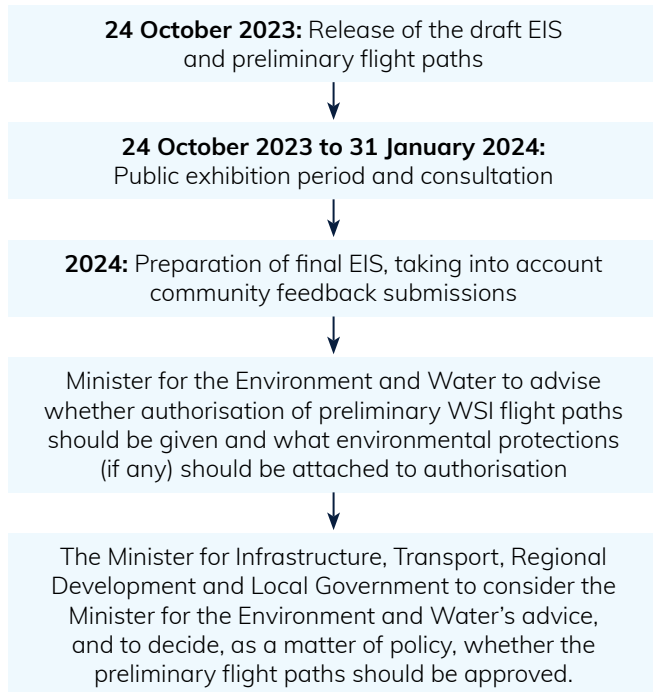 24 October 2023: Release of the draft EIS
and preliminary flight paths
24 October 2023 to 31 January 2024:
Public exhibition period and consultation
2024: Preparation of final EIS, taking into account
community feedback submissions
Minister for the Environment and Water to advise
whether authorisation of preliminary WSI flight paths
should be given and what environmental protections
(if any) should be attached to authorisation
The Minister for Infrastructure, Transport, Regional
Development and Local Government to consider the
Minister for the Environment and Water’s advice,
and to decide, as a matter of policy, whether the
preliminary flight paths should be approved.